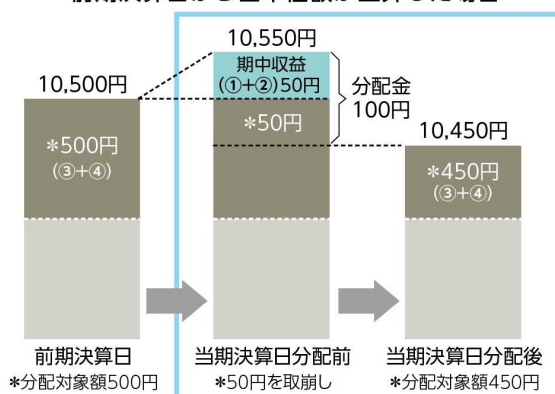 前期決算日から基準価額が上昇した場合
10,550円
期中収益
(①+②)50円
分配金
100円
10,500円
*500円
(③+④)
*50円
10,450円
*450円
(③+④)
前期決算日
*分配対象額500円
当期決算日分配前
*50円を取崩し
当期決算日分配後
*分配対象額450円